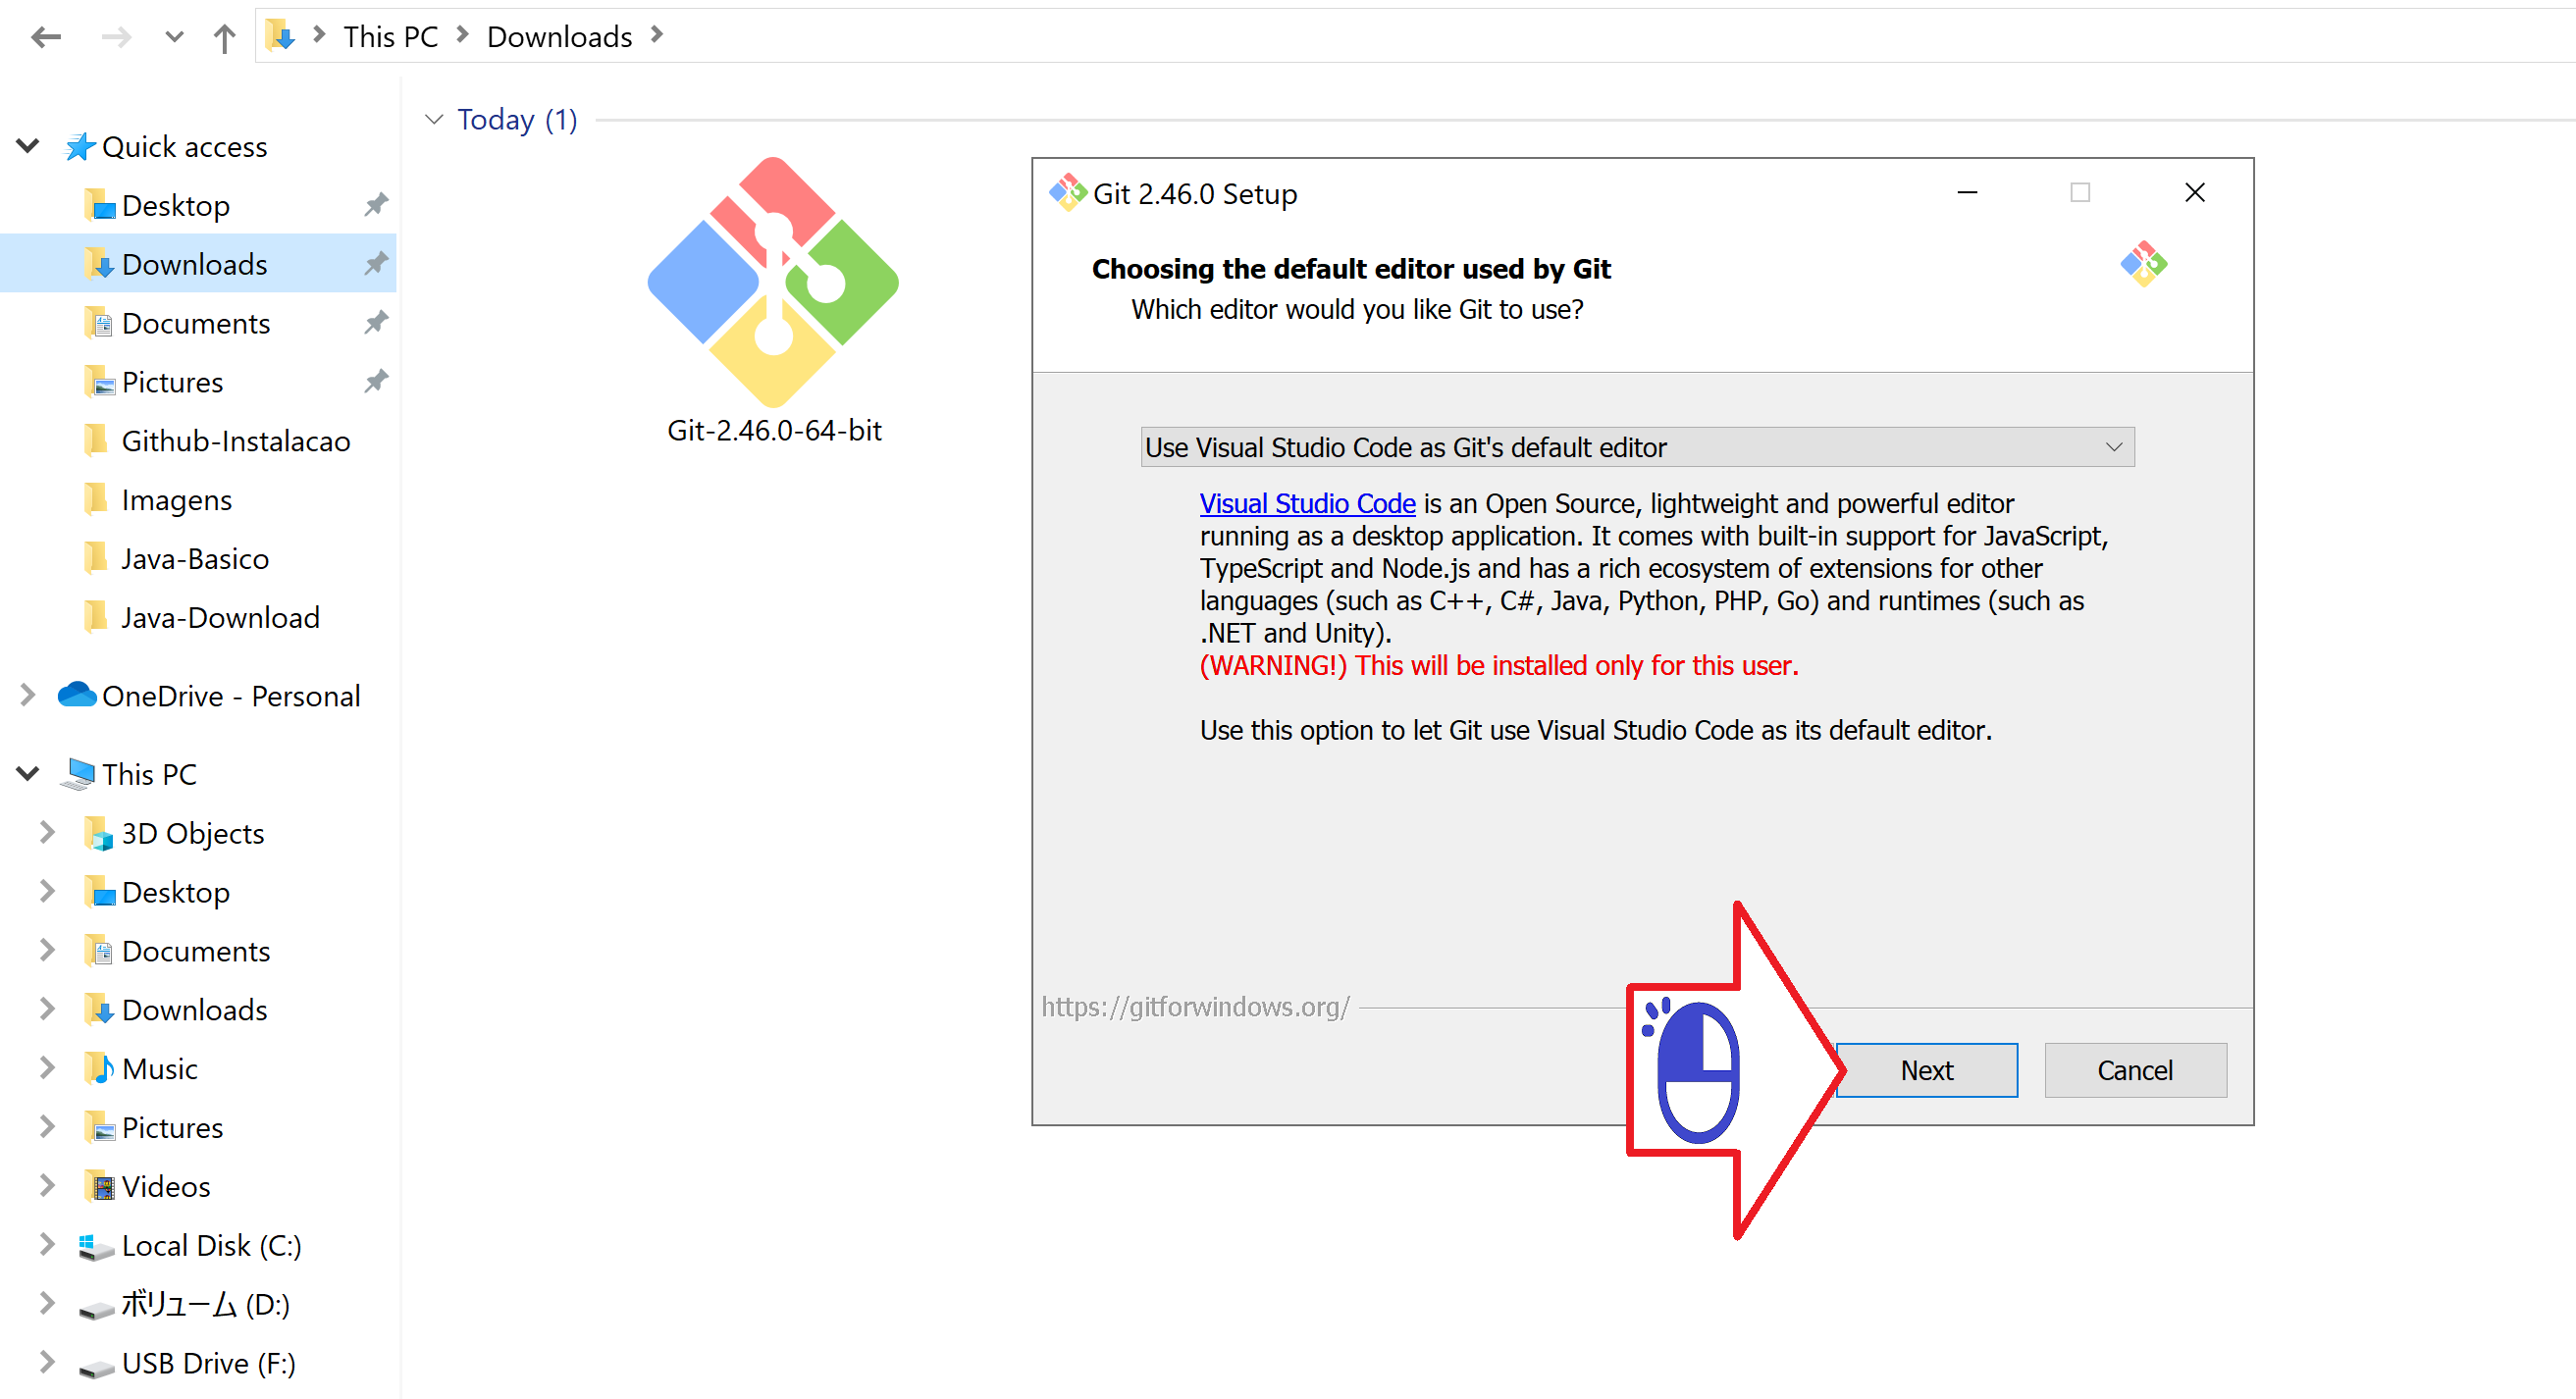 This PC
Downloads
Quick access
Desktop
Downloads
Documents
Pictures
Github-Instalacao
Imagens
Java-Basico
Java-Download
OneDrive - Personal
This PC
3D Objects
Desktop
Documents
Downloads
Music
Pictures
Videos
Local Disk (C:)
ボリューム (D:)
USB Drive (F:)
Today (1)
Git-2.46.0-64-bit
Git 2.46.0 Setup
Choosing the default editor used by Git
Which editor would you like Git to use?
Use Visual Studio Code as Git's default editor
Visual Studio Code is an Open Source, lightweight and powerful editor
running as a desktop application. It comes with built-in support for JavaScript,
TypeScript and Node.js and has a rich ecosystem of extensions for other
languages (such as C++, C#, Java, Python, PHP, Go) and runtimes (such as
.NET and Unity).
(WARNING!) This will be installed only for this user.
Use this option to let Git use Visual Studio Code as its default editor.
https://gitforwindows.org/
Next
Cancel